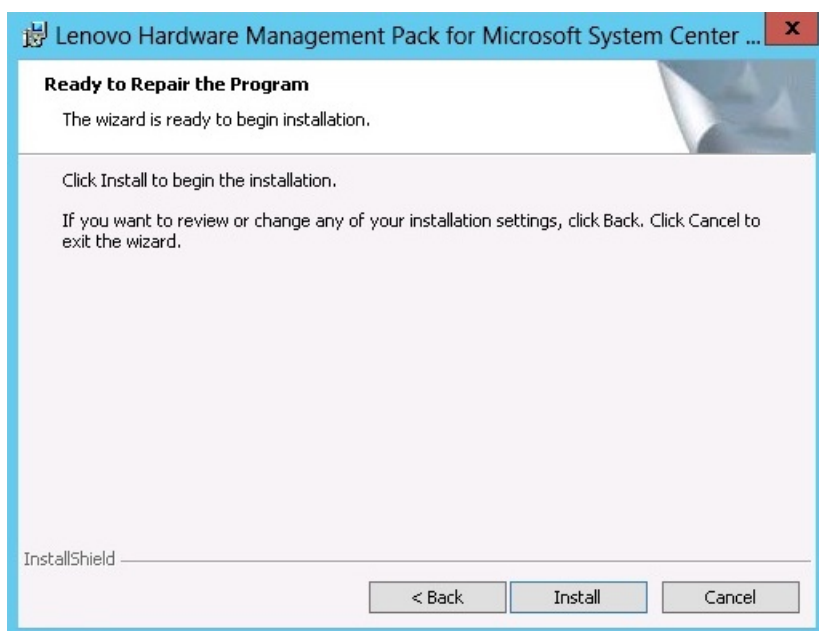 Lenovo Hardware Management Pack for Microsoft System Center ...
x
Ready to Repair the Program
The wizard is ready to begin installation.
Click Install to begin the installation.
If you want to review or change any of your installation settings, click Back. Click Cancel to
exit the wizard.
InstallShield
< Back
Install
Cancel